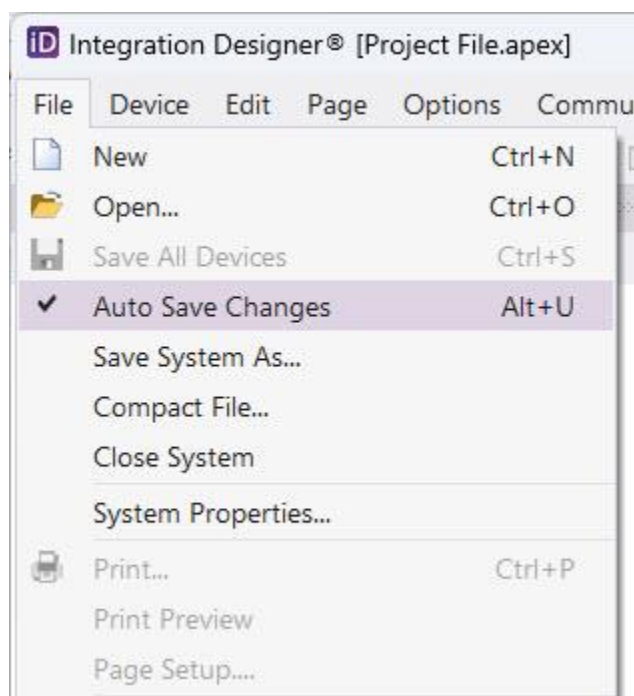 iD Integration Designer® [Project File.apex]
File Device Edit Page Options Commu
New Ctrl+N
Open... Ctrl+O
Save All Devices Ctrl+S
Auto Save Changes Alt+U
Save System As...
Compact File...
Close System
System Properties...
Print... Ctrl+P
Print Preview
Page Setup....